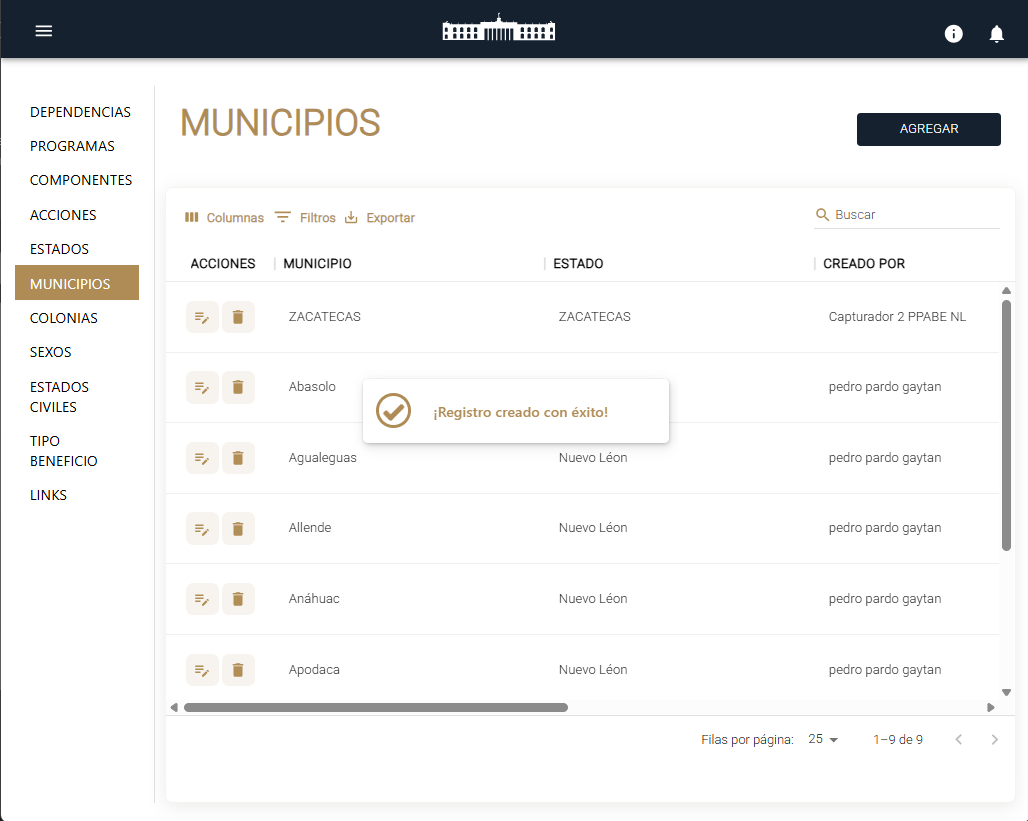 DEPENDENCIAS
PROGRAMAS
COMPONENTES
ACCIONES
ESTADOS
MUNICIPIOS
COLONIAS
SEXOS
ESTADOS
CIVILES
TIPO
BENEFICIO
LINKS
MUNICIPIOS
AGREGAR
Columnas Filtros Exportar
Buscar
ACCIONES MUNICIPIO ESTADO CREADO POR
ZACATECAS ZACATECAS Capturador 2 PPABE NL
Abasolo pedro pardo gaytan
¡Registro creado con éxito!
Agualeguas Nuevo Léon pedro pardo gaytan
Allende Nuevo Léon pedro pardo gaytan
Anáhuac Nuevo Léon pedro pardo gaytan
Apodaca Nuevo Léon pedro pardo gaytan
Filas por página: 25 1–9 de 9